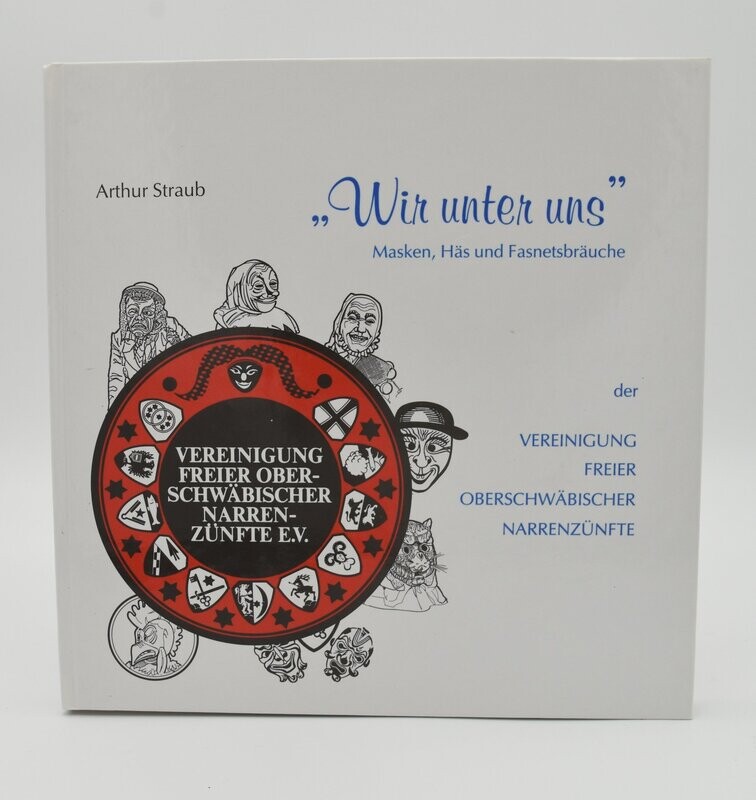 Arthur Straub
„Wir unter uns”
Masken, Häs und Fasnetsbräuche
der
VEREINIGUNG
FREIER
OBERSCHWÄBISCHER
NARRENZÜNFTE
VEREINIGUNG
FREIER OBER-
SCHWÄBISCHER
NARREN-
ZÜNFTE E.V.